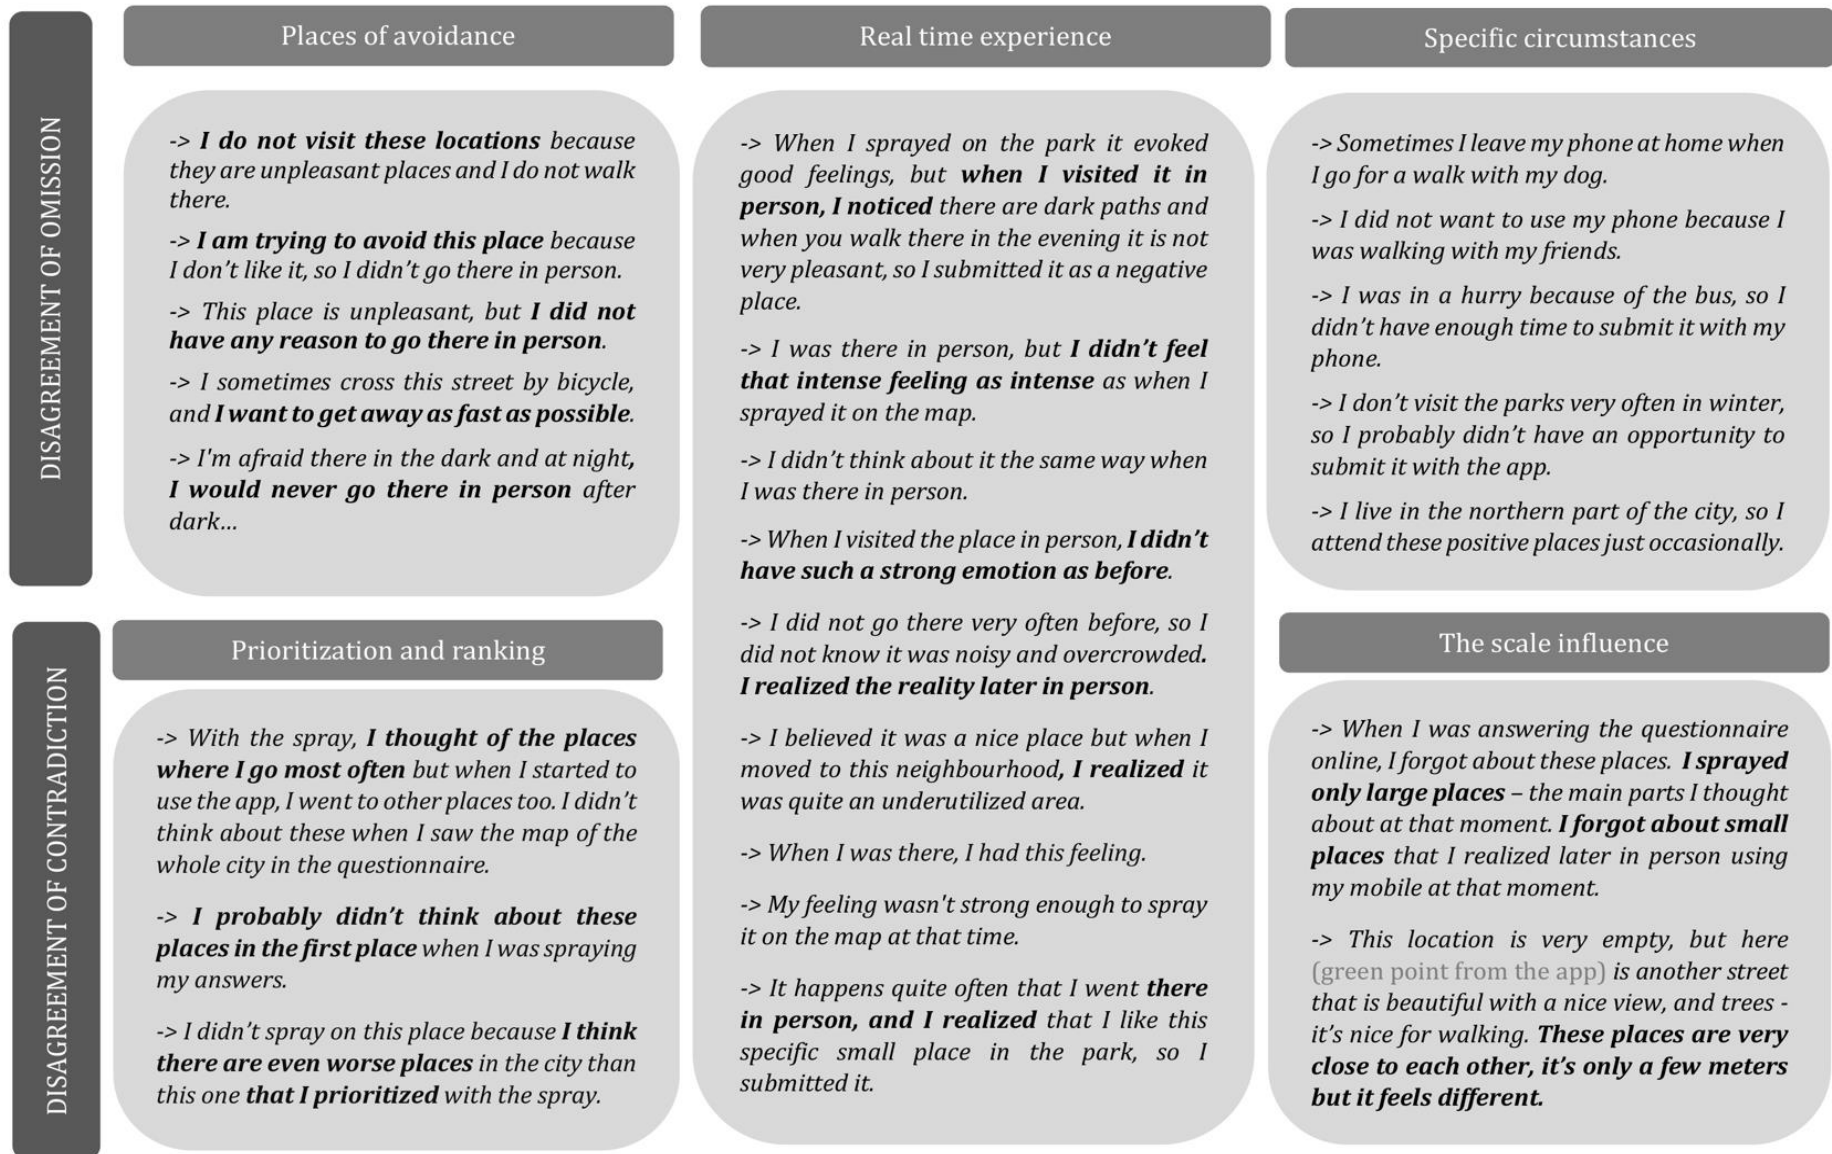 DISAGREEMENT OF OMISSION
Places of avoidance
-> I do not visit these locations because
they are unpleasant places and I do not walk
there.
-> I am trying to avoid this place because
I don’t like it, so I didn’t go there in person.
-> This place is unpleasant, but I did not
have any reason to go there in person.
-> I sometimes cross this street by bicycle,
and I want to get away as fast as possible.
-> I'm afraid there in the dark and at night,
I would never go there in person after
dark…
Real time experience
-> When I sprayed on the park it evoked
good feelings, but when I visited it in
person, I noticed there are dark paths and
when you walk there in the evening it is not
very pleasant, so I submitted it as a negative
place.
-> I was there in person, but I didn’t feel
that intense feeling as intense as when I
sprayed it on the map.
-> I didn’t think about it the same way when
I was there in person.
-> When I visited the place in person, I didn’t
have such a strong emotion as before.
-> I did not go there very often before, so I
did not know it was noisy and overcrowded.
I realized the reality later in person.
-> I believed it was a nice place but when I
moved to this neighbourhood, I realized it
was quite an underutilized area.
-> When I was there, I had this feeling.
-> My feeling wasn't strong enough to spray
it on the map at that time.
-> It happens quite often that I went there
in person, and I realized that I like this
specific small place in the park, so I
submitted it.
Specific circumstances
-> Sometimes I leave my phone at home when
I go for a walk with my dog.
-> I did not want to use my phone because I
was walking with my friends.
-> I was in a hurry because of the bus, so I
didn’t have enough time to submit it with my
phone.
-> I don’t visit the parks very often in winter,
so I probably didn’t have an opportunity to
submit it with the app.
-> I live in the northern part of the city, so I
attend these positive places just occasionally.
DISAGREEMENT OF CONTRADICTION
Prioritization and ranking
-> With the spray, I thought of the places
where I go most often but when I started to
use the app, I went to other places too. I didn’t
think about these when I saw the map of the
whole city in the questionnaire.
-> I probably didn’t think about these
places in the first place when I was spraying
my answers.
-> I didn’t spray on this place because I think
there are even worse places in the city than
this one that I prioritized with the spray.
The scale influence
-> When I was answering the questionnaire
online, I forgot about these places. I sprayed
only large places – the main parts I thought
about at that moment. I forgot about small
places that I realized later in person using
my mobile at that moment.
-> This location is very empty, but here
(green point from the app) is another street
that is beautiful with a nice view, and trees -
it’s nice for walking. These places are very
close to each other, it’s only a few meters
but it feels different.